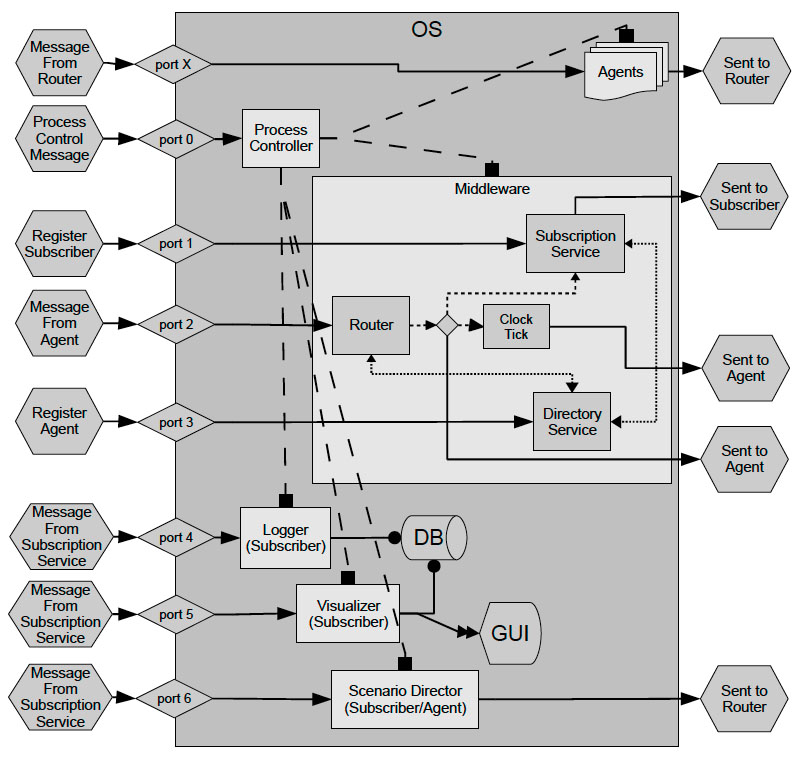 OS
Message
From
Router
port X
Agents
Sent to
Router
Process
Control
Message
port 0
Process
Controller
Middleware
Register
Subscriber
port 1
Subscription
Service
Sent to
Subscriber
Message
From
Agent
port 2
Router
Clock
Tick
Sent to
Agent
Register
Agent
port 3
Directory
Service
Sent to
Agent
Message
From
Subscription
Service
port 4
Logger
(Subscriber)
DB
Message
From
Subscription
Service
port 5
Visualizer
(Subscriber)
GUI
Message
From
Subscription
Service
port 6
Scenario Director
(Subscriber/Agent)
Sent to
Router